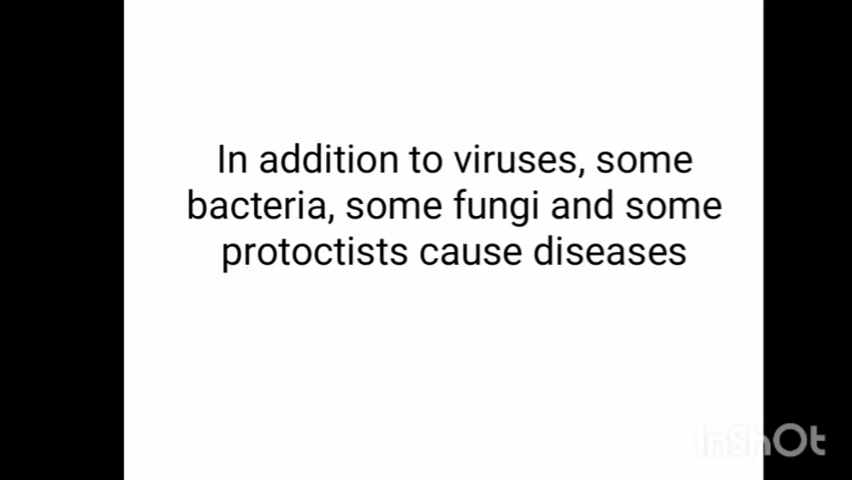 In addition to viruses, some
bacteria, some fungi and some
protoctists cause diseases
InShOt